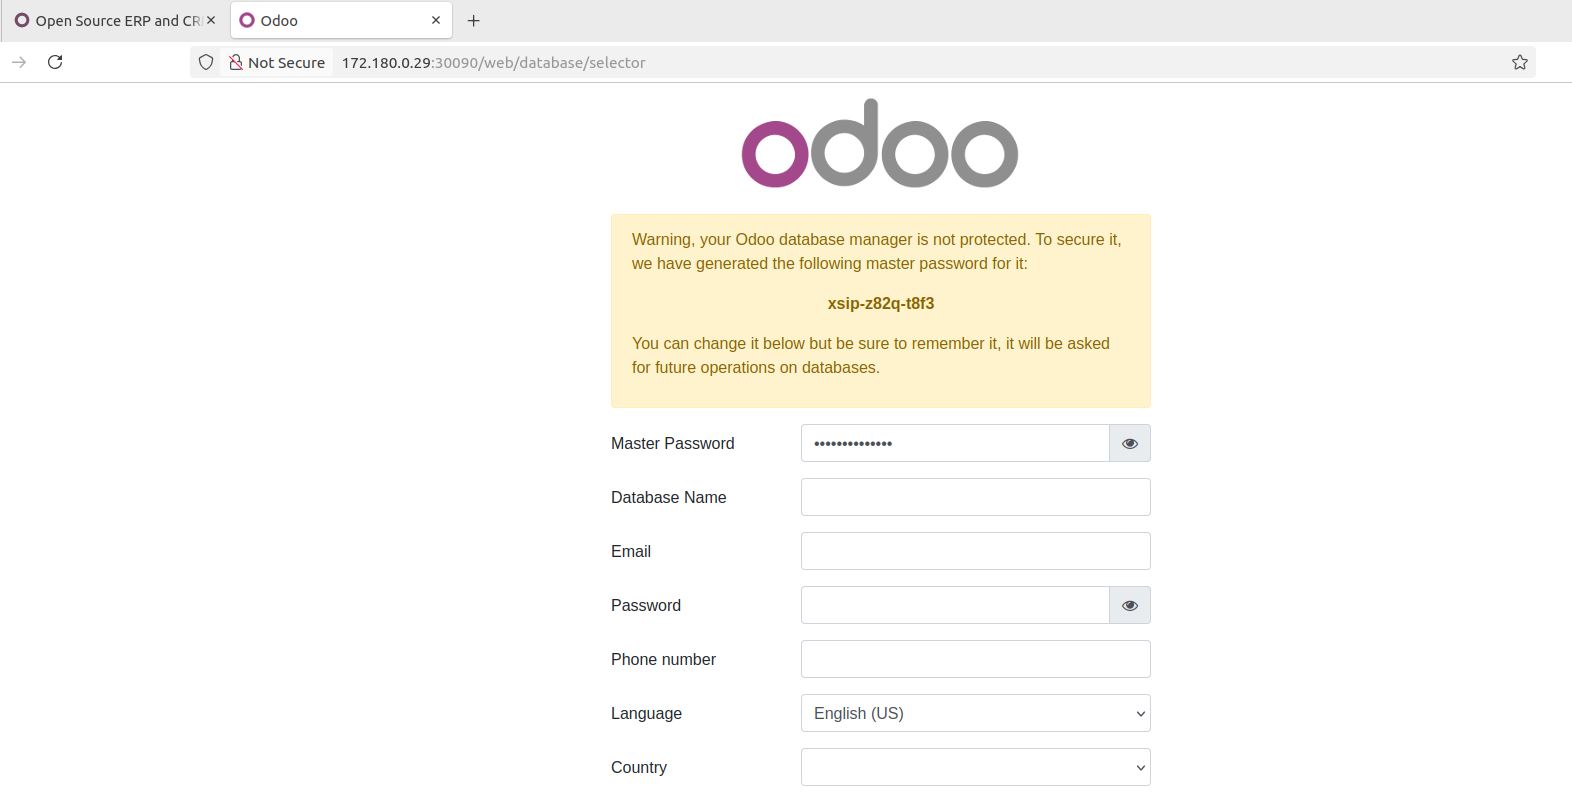 Open Source ERP and CR
Odoo
Not Secure
172.180.0.29:30090/web/database/selector
odoo
Warning, your Odoo database manager is not protected. To secure it,
we have generated the following master password for it:
xsip-z82q-t8f3
You can change it below but be sure to remember it, it will be asked
for future operations on databases.
Master Password ••••••••••••••
Database Name
Email
Password
Phone number
Language English (US)
Country